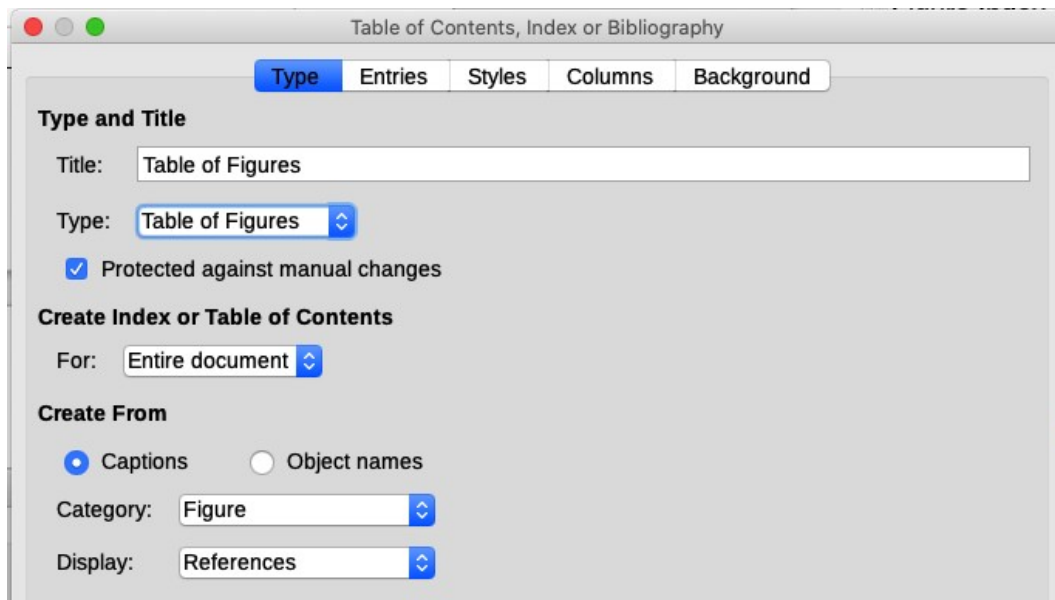 Table of Contents, Index or Bibliography
Type Entries Styles Columns Background
Type and Title
Title: Table of Figures
Type: Table of Figures
Protected against manual changes
Create Index or Table of Contents
For: Entire document
Create From
Captions Object names
Category: Figure
Display: References